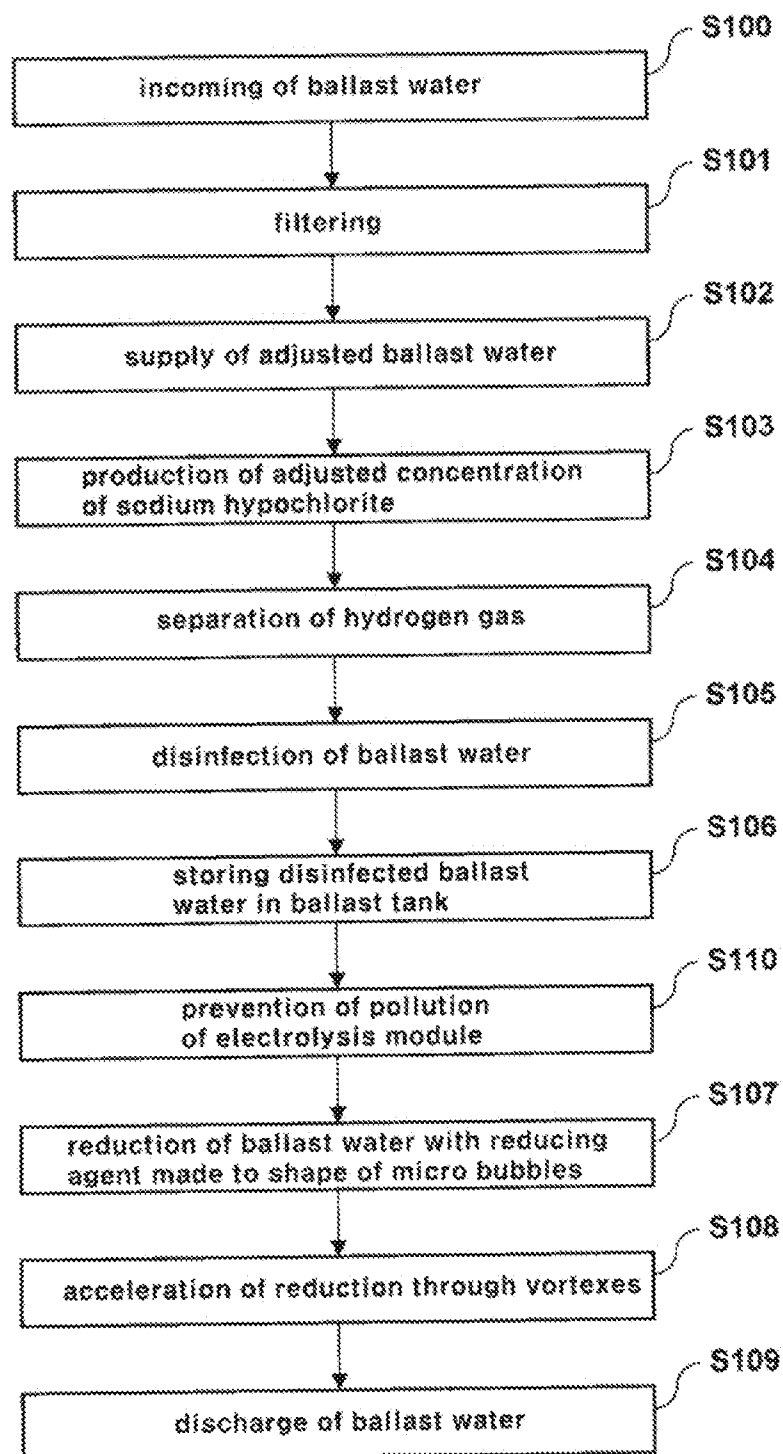 S100
incoming of ballast water
S101
filtering
S102
supply of adjusted ballast water
S103
production of adjusted concentration
of sodium hypochlorite
S104
separation of hydrogen gas
S105
disinfection of ballast water
S106
storing disinfected ballast
water in ballast tank
S110
prevention of pollution
of electrolysis module
S107
reduction of ballast water with reducing
agent made to shape of micro bubbles
S108
acceleration of reduction through vortexes
S109
discharge of ballast water